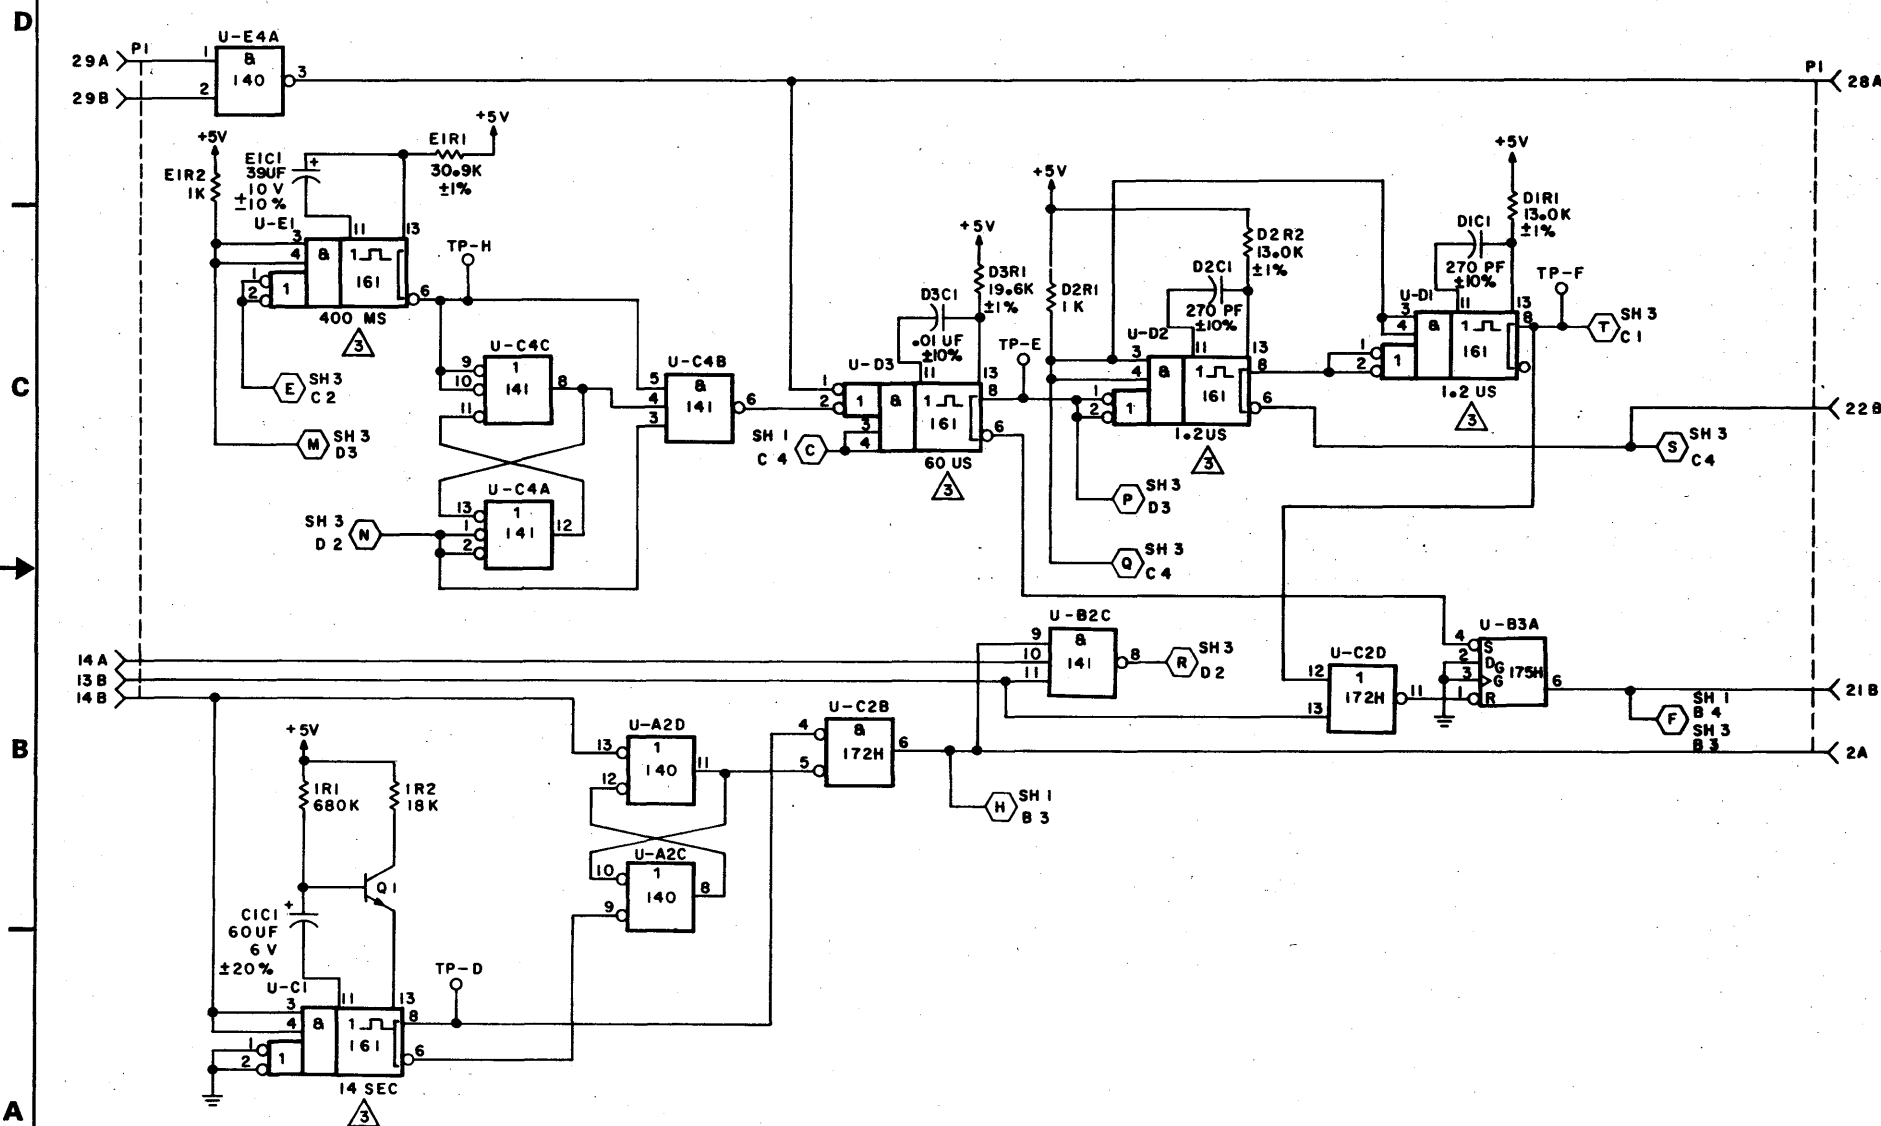 D
U-E4A
29A P1 1 & 3 P1 28A
140
29B 2
+5V
+5V E1R1
E1C1 + 30.9K
39UF ±1%
E1R2 10 V
1K ±10%
U-E1 11 13
3 TP-H
4 & 1
1 161
2 1 6
400 MS
3
E SH 3
C 2
M SH 3
D3
U-C4C
9 1
10 141 8
11
U-C4B
5 &
4 141 6
3
U-C4A
13 1
1 141 12
2
SH 3 N
D 2
+5V
D3R1
19.6K
±1%
D3C1
.01 UF
±10%
U-D3 11 13
1 1 & 1 8
2 161
3
4 6
60 US
3
SH 1 C
C 4
TP-E
+5V
D2R1
1 K
D2R2
13.0K
±1%
D2C1
270 PF
±10%
U-D2 11 13
3 & 1 8
4 161
1 1
2 6
1.2US
3
P SH 3
D3
Q SH 3
C 4
+5V
D1R1
13.0K
±1%
D1C1
270 PF
±10%
U-D1 11 13
3 & 1 8
4 161
1 1
2
1.2 US
3
TP-F
T SH 3
C 1
22B
S SH 3
C 4
C
U-B2C
14A 9 &
13B 10 141 8 R SH 3
14B 11 D 2
U-C2D
12 1
172H 11
13
U-B3A
4 S
2 DG 175H
3 G 6
1 R
21B
F SH 1
B 4
SH 3
B 3
2A
B
+5V
1R1 1R2
680K 18K
Q1
C1C1 +
60UF
6 V
±20%
U-C1 11 13
3 & 1 8
4 161
1 1
2 6
14 SEC
3
TP-D
U-A2D
13 1
12 140 11
U-A2C
10 1
140 8
9
U-C2B
4 &
172H 6
5
H SH 1
B 3
A